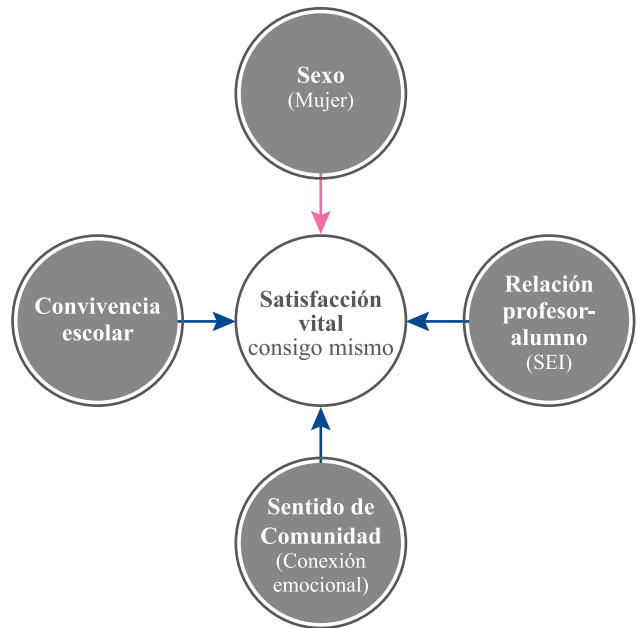 Sexo
(Mujer)
Convivencia
escolar
Satisfacción
vital
consigo mismo
Relación
profesor-
alumno
(SEI)
Sentido de
Comunidad
(Conexión
emocional)